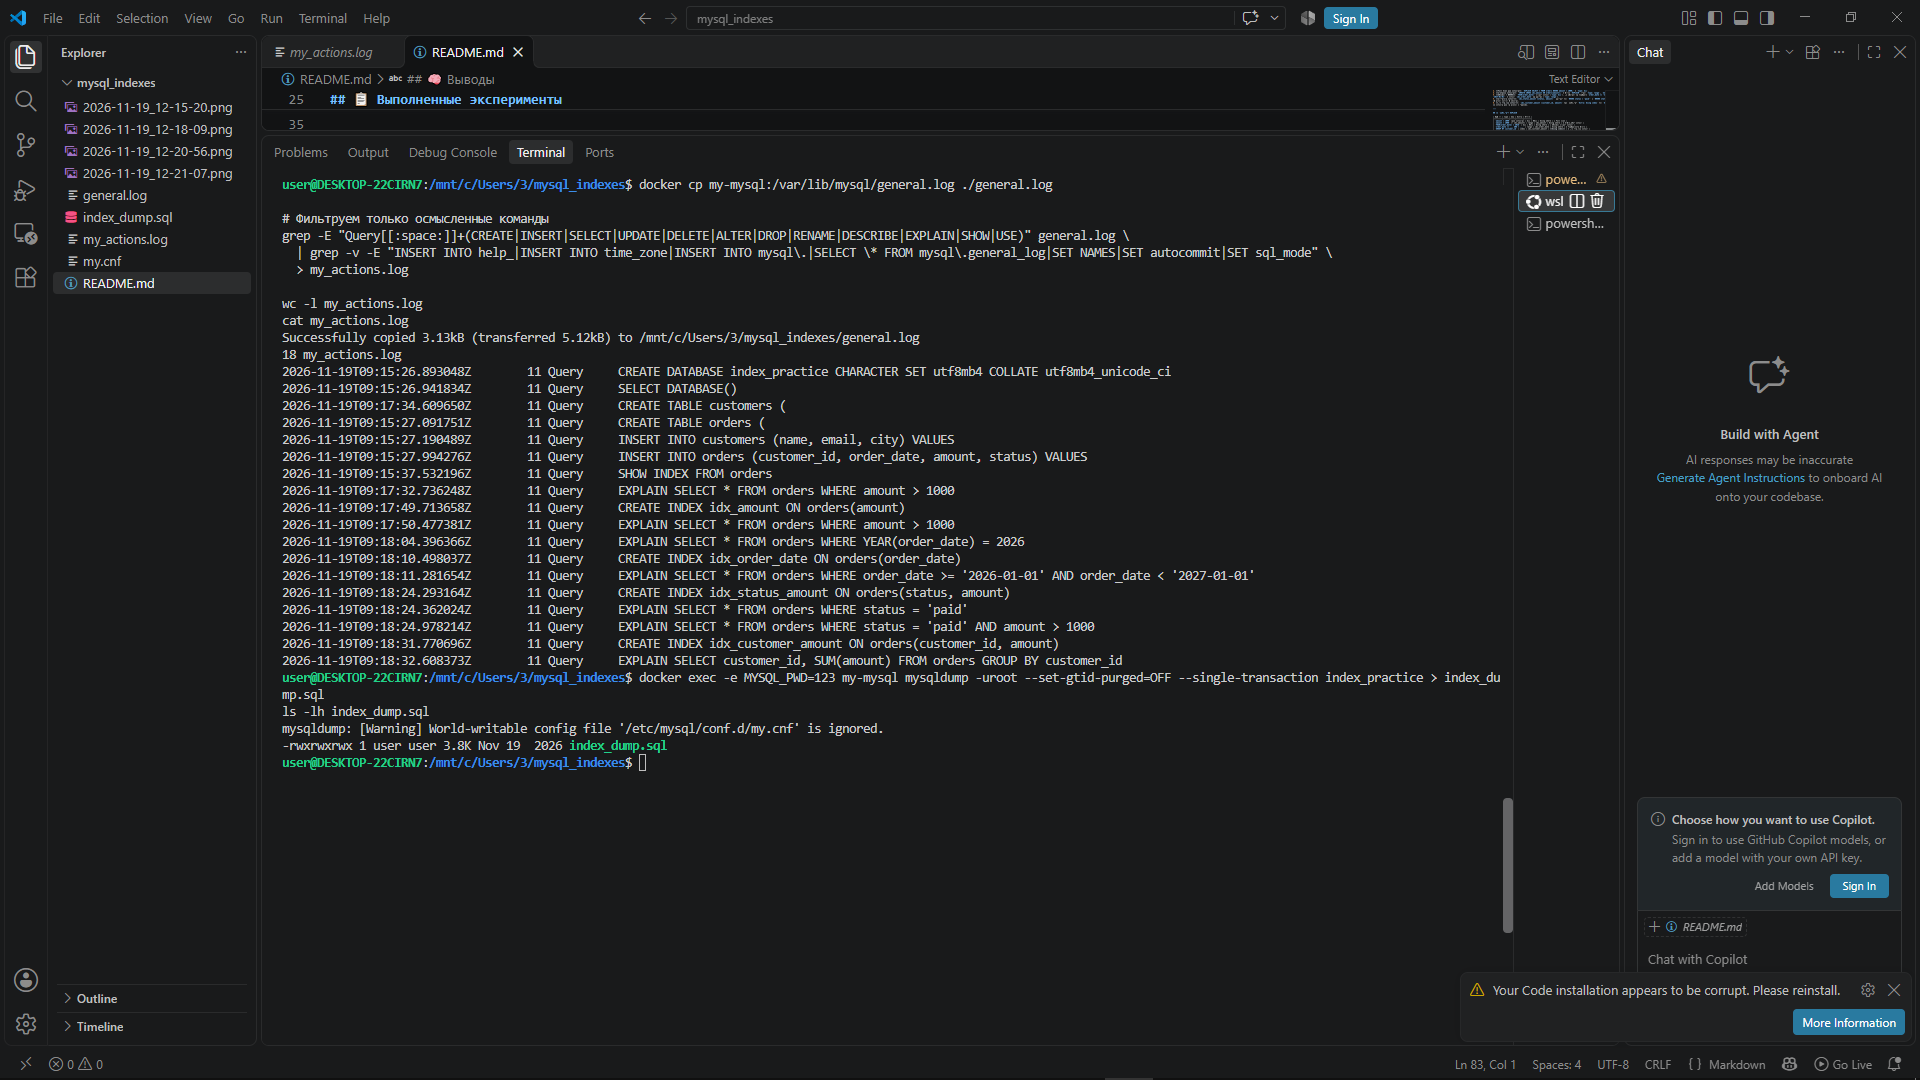 File Edit Selection View Go Run Terminal Help
mysql_indexes
Sign In
Explorer
mysql_indexes
2026-11-19_12-15-20.png
2026-11-19_12-18-09.png
2026-11-19_12-20-56.png
2026-11-19_12-21-07.png
general.log
index_dump.sql
my_actions.log
my.cnf
README.md
Outline
Timeline
my_actions.log
README.md
README.md > abc ## 🧠 Выводы
Text Editor
25 ## 📋 Выполненные эксперименты
35
Problems Output Debug Console Terminal Ports
user@DESKTOP-22CIRN7:/mnt/c/Users/3/mysql_indexes$ docker cp my-mysql:/var/lib/mysql/general.log ./general.log
# Фильтруем только осмысленные команды
grep -E "Query[[:space:]]+(CREATE|INSERT|SELECT|UPDATE|DELETE|ALTER|DROP|RENAME|DESCRIBE|EXPLAIN|SHOW|USE)" general.log \
| grep -v -E "INSERT INTO help_|INSERT INTO time_zone|INSERT INTO mysql\.|SELECT \* FROM mysql\.general_log|SET NAMES|SET autocommit|SET sql_mode" \
> my_actions.log
wc -l my_actions.log
cat my_actions.log
Successfully copied 3.13kB (transferred 5.12kB) to /mnt/c/Users/3/mysql_indexes/general.log
18 my_actions.log
2026-11-19T09:15:26.893048Z 11 Query CREATE DATABASE index_practice CHARACTER SET utf8mb4 COLLATE utf8mb4_unicode_ci
2026-11-19T09:15:26.941834Z 11 Query SELECT DATABASE()
2026-11-19T09:17:34.609650Z 11 Query CREATE TABLE customers (
2026-11-19T09:15:27.091751Z 11 Query CREATE TABLE orders (
2026-11-19T09:15:27.190489Z 11 Query INSERT INTO customers (name, email, city) VALUES
2026-11-19T09:15:27.994276Z 11 Query INSERT INTO orders (customer_id, order_date, amount, status) VALUES
2026-11-19T09:15:37.532196Z 11 Query SHOW INDEX FROM orders
2026-11-19T09:17:32.736248Z 11 Query EXPLAIN SELECT * FROM orders WHERE amount > 1000
2026-11-19T09:17:49.713658Z 11 Query CREATE INDEX idx_amount ON orders(amount)
2026-11-19T09:17:50.477381Z 11 Query EXPLAIN SELECT * FROM orders WHERE amount > 1000
2026-11-19T09:18:04.396366Z 11 Query EXPLAIN SELECT * FROM orders WHERE YEAR(order_date) = 2026
2026-11-19T09:18:10.498037Z 11 Query CREATE INDEX idx_order_date ON orders(order_date)
2026-11-19T09:18:11.281654Z 11 Query EXPLAIN SELECT * FROM orders WHERE order_date >= '2026-01-01' AND order_date < '2027-01-01'
2026-11-19T09:18:24.293164Z 11 Query CREATE INDEX idx_status_amount ON orders(status, amount)
2026-11-19T09:18:24.362024Z 11 Query EXPLAIN SELECT * FROM orders WHERE status = 'paid'
2026-11-19T09:18:24.978214Z 11 Query EXPLAIN SELECT * FROM orders WHERE status = 'paid' AND amount > 1000
2026-11-19T09:18:31.770696Z 11 Query CREATE INDEX idx_customer_amount ON orders(customer_id, amount)
2026-11-19T09:18:32.608373Z 11 Query EXPLAIN SELECT customer_id, SUM(amount) FROM orders GROUP BY customer_id
user@DESKTOP-22CIRN7:/mnt/c/Users/3/mysql_indexes$ docker exec -e MYSQL_PWD=123 my-mysql mysqldump -uroot --set-gtid-purged=OFF --single-transaction index_practice > index_du
mp.sql
ls -lh index_dump.sql
mysqldump: [Warning] World-writable config file '/etc/mysql/conf.d/my.cnf' is ignored.
-rwxrwxrwx 1 user user 3.8K Nov 19 2026 index_dump.sql
user@DESKTOP-22CIRN7:/mnt/c/Users/3/mysql_indexes$
powe...
wsl
powersh...
Chat
Build with Agent
AI responses may be inaccurate
Generate Agent Instructions to onboard AI
onto your codebase.
Choose how you want to use Copilot.
Sign in to use GitHub Copilot models, or
add a model with your own API key.
Add Models Sign In
README.md
Chat with Copilot
Your Code installation appears to be corrupt. Please reinstall.
More Information
0 0
Ln 83, Col 1 Spaces: 4 UTF-8 CRLF { } Markdown Go Live